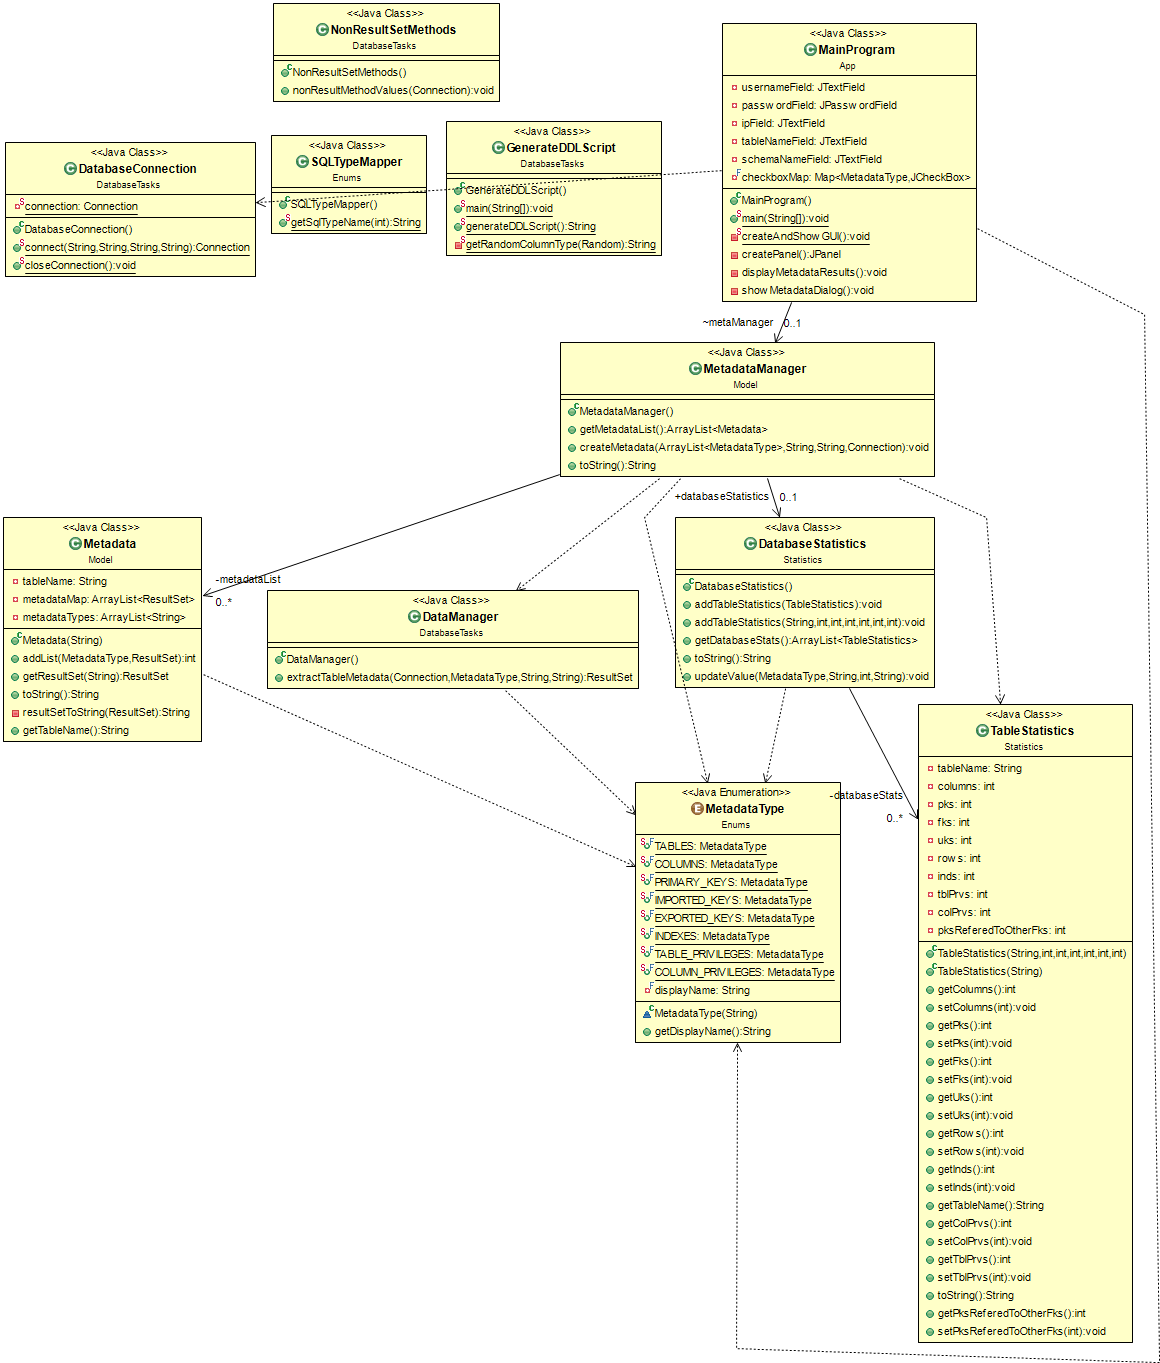 <<Java Class>>
NonResultSetMethods
DatabaseTasks
NonResultSetMethods()
nonResultMethodValues(Connection):void
<<Java Class>>
MainProgram
App
usernameField: JTextField
passwordField: JPasswordField
ipField: JTextField
tableNameField: JTextField
schemaNameField: JTextField
checkboxMap: Map<MetadataType,JCheckBox>
MainProgram()
main(String[]):void
createAndShowGUI():void
createPanel():JPanel
displayMetadataResults():void
showMetadataDialog():void
<<Java Class>>
DatabaseConnection
DatabaseTasks
connection: Connection
DatabaseConnection()
connect(String,String,String,String):Connection
closeConnection():void
<<Java Class>>
SQLTypeMapper
Enums
SQLTypeMapper()
getSqlTypeName(int):String
<<Java Class>>
GenerateDDLScript
DatabaseTasks
GenerateDDLScript()
main(String[]):void
generateDDLScript():String
getRandomColumnType(Random):String
~metaManager
0..1
<<Java Class>>
MetadataManager
Model
MetadataManager()
getMetadataList():ArrayList<Metadata>
createMetadata(ArrayList<MetadataType>,String,String,Connection):void
toString():String
+databaseStatistics
0..1
-metadataList
0..*
<<Java Class>>
Metadata
Model
tableName: String
metadataMap: ArrayList<ResultSet>
metadataTypes: ArrayList<String>
Metadata(String)
addList(MetadataType,ResultSet):int
getResultSet(String):ResultSet
toString():String
resultSetToString(ResultSet):String
getTableName():String
<<Java Class>>
DataManager
DatabaseTasks
DataManager()
extractTableMetadata(Connection,MetadataType,String,String):ResultSet
<<Java Class>>
DatabaseStatistics
Statistics
DatabaseStatistics()
addTableStatistics(TableStatistics):void
addTableStatistics(String,int,int,int,int,int,int):void
getDatabaseStats():ArrayList<TableStatistics>
toString():String
updateValue(MetadataType,String,int,String):void
-databaseStats
0..*
<<Java Enumeration>>
MetadataType
Enums
TABLES: MetadataType
COLUMNS: MetadataType
PRIMARY_KEYS: MetadataType
IMPORTED_KEYS: MetadataType
EXPORTED_KEYS: MetadataType
INDEXES: MetadataType
TABLE_PRIVILEGES: MetadataType
COLUMN_PRIVILEGES: MetadataType
displayName: String
MetadataType(String)
getDisplayName():String
<<Java Class>>
TableStatistics
Statistics
tableName: String
columns: int
pks: int
fks: int
uks: int
rows: int
inds: int
tblPrvs: int
colPrvs: int
pksReferedToOtherFks: int
TableStatistics(String,int,int,int,int,int,int)
TableStatistics(String)
getColumns():int
setColumns(int):void
getPks():int
setPks(int):void
getFks():int
setFks(int):void
getUks():int
setUks(int):void
getRows():int
setRows(int):void
getInds():int
setInds(int):void
getTableName():String
getColPrvs():int
setColPrvs(int):void
getTblPrvs():int
setTblPrvs(int):void
toString():String
getPksReferedToOtherFks():int
setPksReferedToOtherFks(int):void